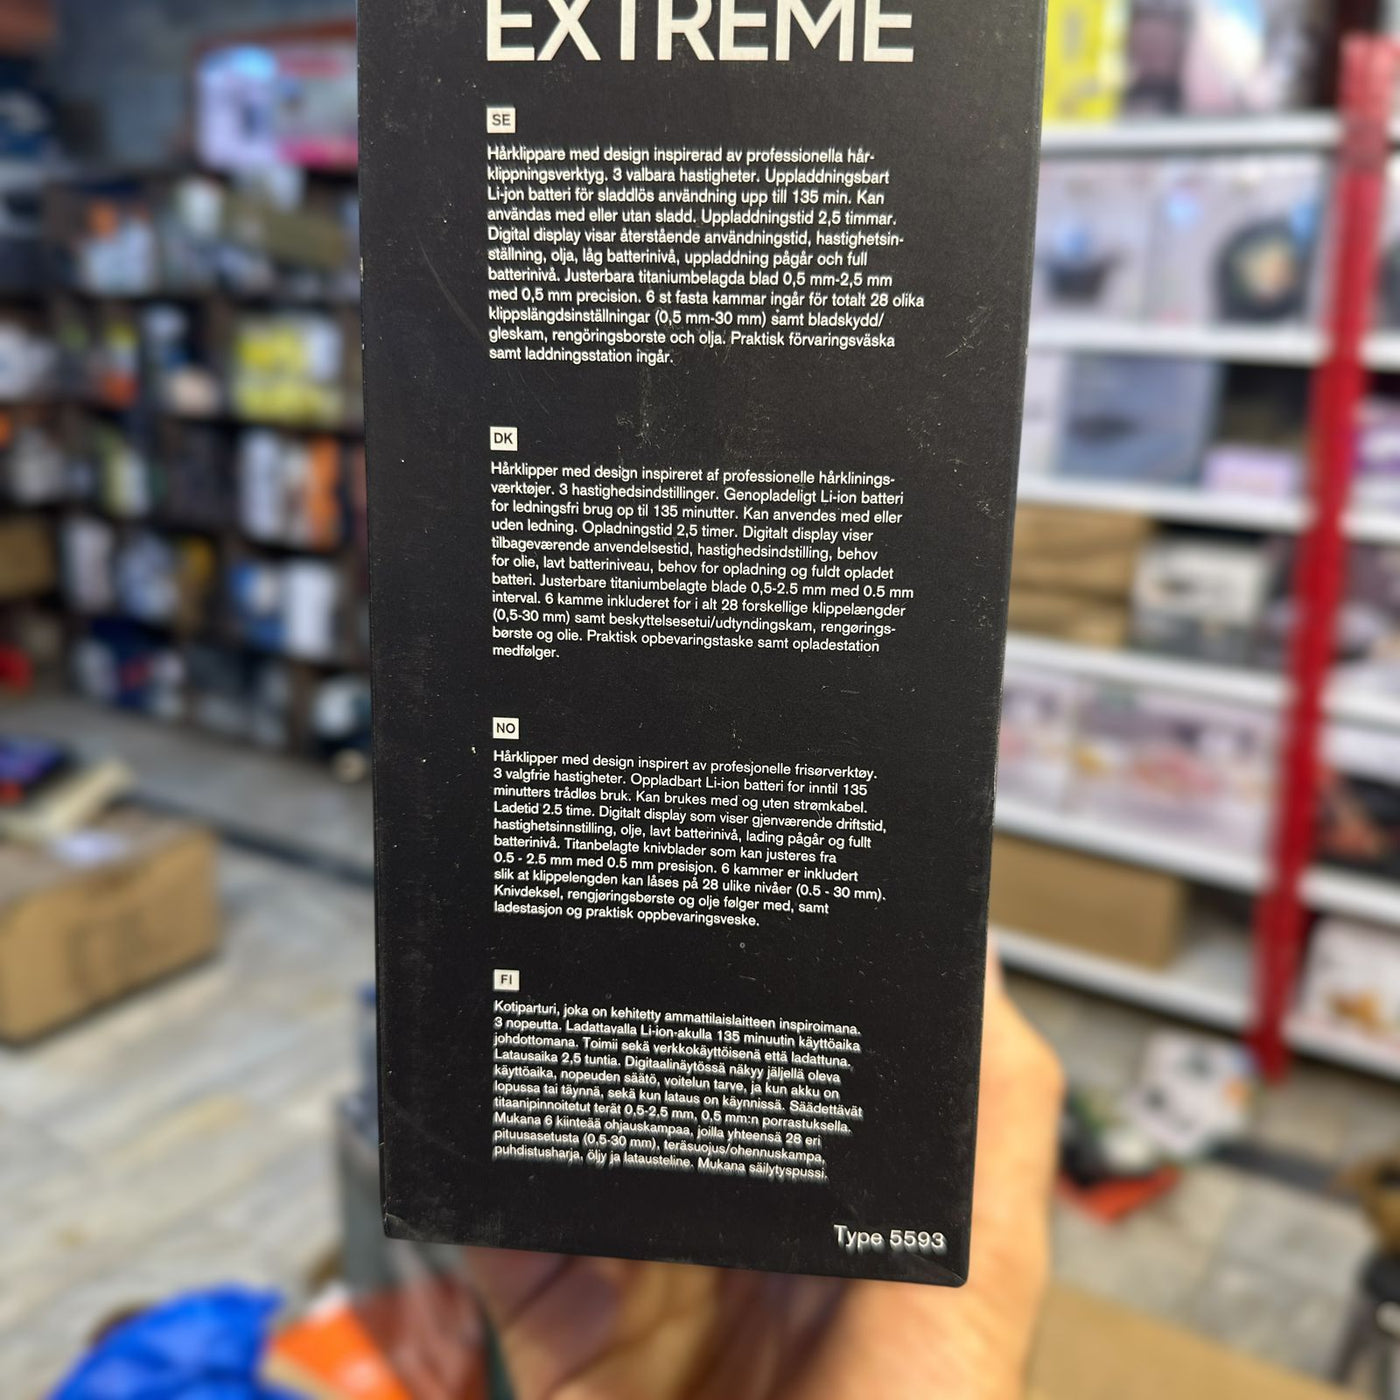 EXTREME
SE
Hårklippare med design inspirerad av professionella hår-
klippningsverktyg. 3 valbara hastigheter. Uppladdningsbart
Li-jon batteri för sladdlös användning upp till 135 min. Kan
användas med eller utan sladd. Uppladdningstid 2,5 timmar.
Digital display visar återstående användningstid, hastighetsin-
ställning, olja, låg batterinivå, uppladdning pågår och full
batterinivå. Justerbara titaniumbelagda blad 0,5 mm-2,5 mm
med 0,5 mm precision. 6 st fasta kammar ingår för totalt 28 olika
klippslängdsinställningar (0,5 mm-30 mm) samt bladskydd/
gleskam, rengöringsborste och olja. Praktisk förvaringsväska
samt laddningsstation ingår.
DK
Hårklipper med design inspireret af professionelle hårklinings-
værktøjer. 3 hastighedsindstillinger. Genopladeligt Li-ion batteri
for ledningsfri brug op til 135 minutter. Kan anvendes med eller
uden ledning. Opladningstid 2,5 timer. Digitalt display viser
tilbageværende anvendelsestid, hastighedsindstilling, behov
for olie, lavt batteriniveau, behov for opladning og fuldt opladet
batteri. Justerbare titaniumbelagte blade 0,5-2.5 mm med 0.5 mm
interval. 6 kamme inkluderet for i alt 28 forskellige klippelængder
(0,5-30 mm) samt beskyttelsesetui/udtyndingskam, rengørings-
børste og olie. Praktisk opbevaringstaske samt opladestation
medfølger.
NO
Hårklipper med design inspirert av profesjonelle frisørverktøy.
3 valgfrie hastigheter. Oppladbart Li-ion batteri for inntil 135
minutters trådløs bruk. Kan brukes med og uten strømkabel.
Ladetid 2.5 time. Digitalt display som viser gjenværende driftstid,
hastighetsinnstilling, olje, lavt batterinivå, lading pågår og fullt
batterinivå. Titanbelagte knivblader som kan justeres fra
0.5 - 2.5 mm med 0.5 mm presisjon. 6 kammer er inkludert
slik at klippelengden kan låses på 28 ulike nivåer (0.5 - 30 mm).
Knivdeksel, rengjøringsbørste og olje følger med, samt
ladestasjon og praktisk oppbevaringsveske.
FI
Kotiparturi, joka on kehitetty ammattilaislaitteen inspiroimana.
3 nopeutta. Ladattavalla Li-ion-akulla 135 minuutin käyttöaika
johdottomana. Toimii sekä verkkokäyttöisenä että ladattuna.
Latausaika 2,5 tuntia. Digitaalinäytössä näkyy jäljellä oleva
käyttöaika, nopeuden säätö, voitelun tarve, ja kun akku on
lopussa tai täynnä, sekä kun lataus on käynnissä. Säädettävät
titaanipinnoitetut terät 0,5-2,5 mm, 0,5 mm:n porrastuksella.
Mukana 6 kiinteää ohjauskampaa, joilla yhteensä 28 eri
pituusasetusta (0,5-30 mm), teräsuojus/ohennuskampa,
puhdistusharja, öljy ja latausteline. Mukana säilytyspussi.
Type 5593